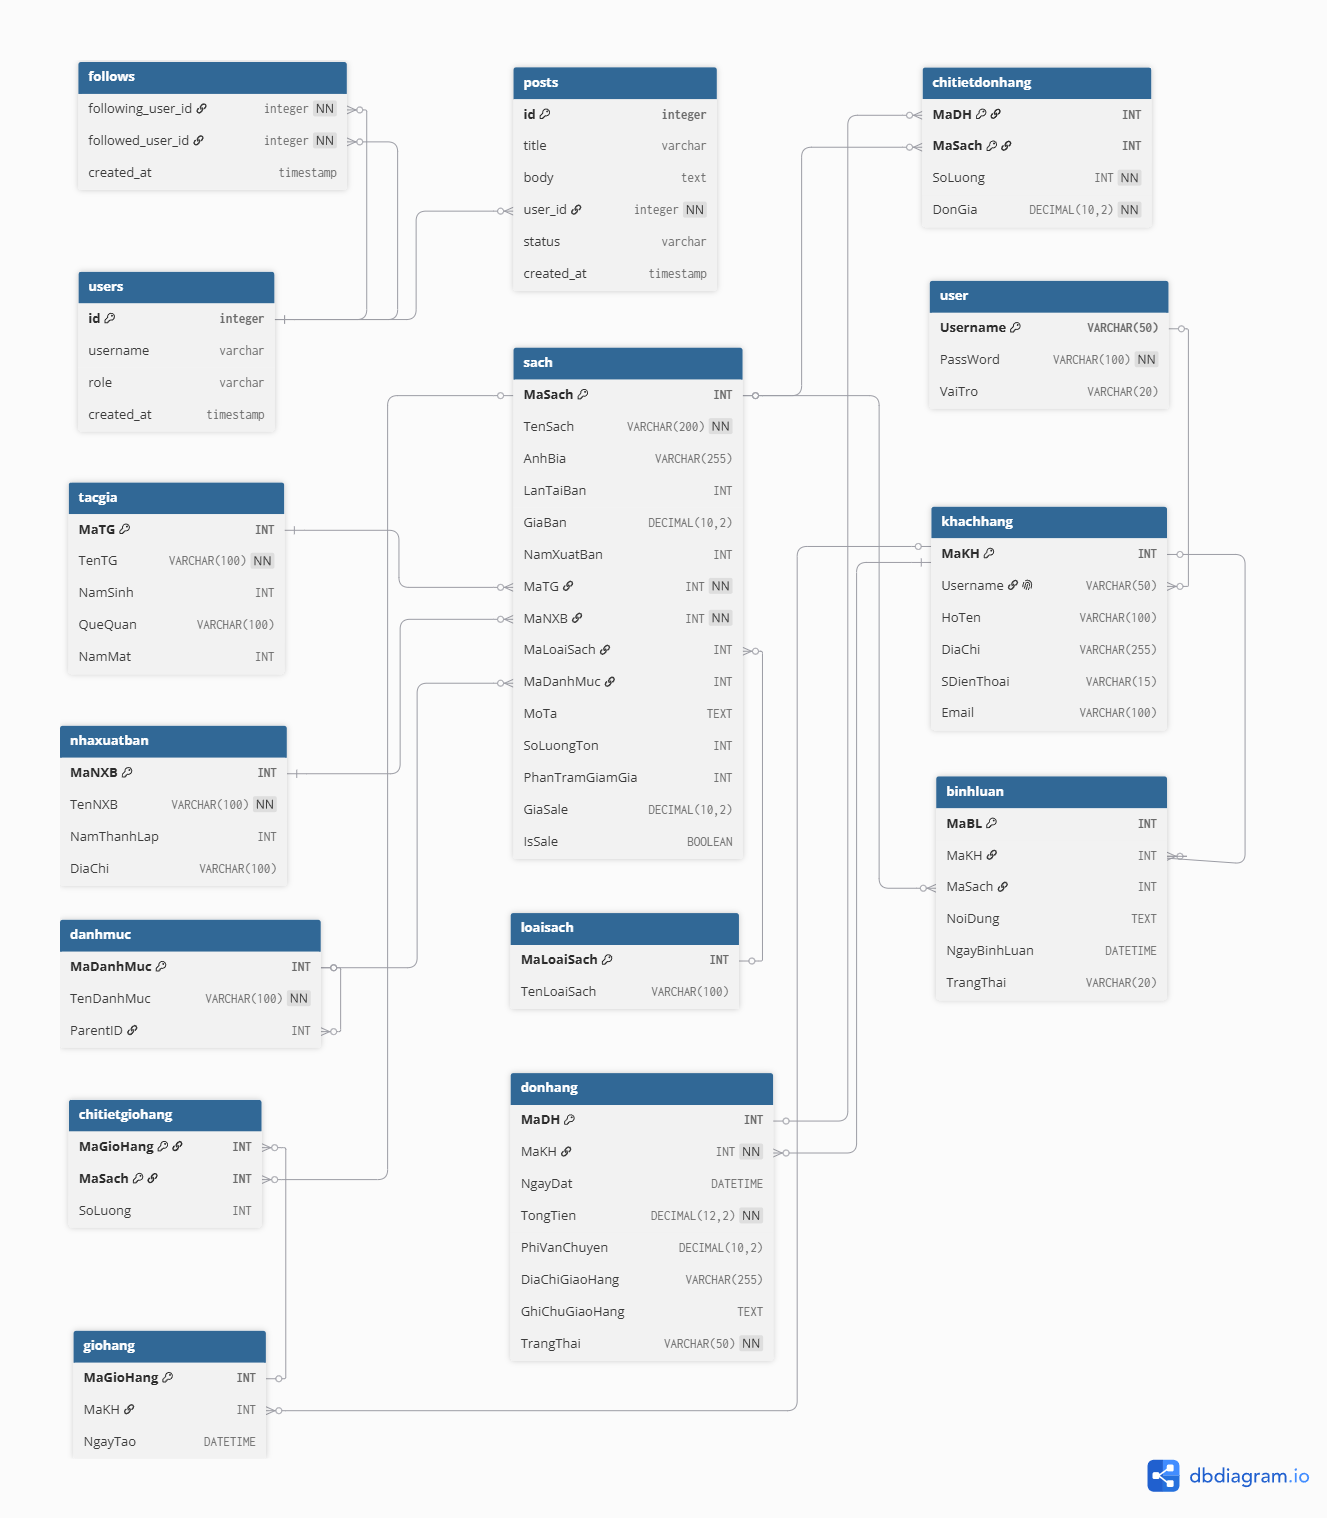 follows
following_user_id integer NN
followed_user_id integer NN
created_at timestamp
users
id integer
username varchar
role varchar
created_at timestamp
tacgia
MaTG INT
TenTG VARCHAR(100) NN
NamSinh INT
QueQuan VARCHAR(100)
NamMat INT
nhaxuatban
MaNXB INT
TenNXB VARCHAR(100) NN
NamThanhLap INT
DiaChi VARCHAR(100)
danhmuc
MaDanhMuc INT
TenDanhMuc VARCHAR(100) NN
ParentID INT
chitietgiohang
MaGioHang INT
MaSach INT
SoLuong INT
giohang
MaGioHang INT
MaKH INT
NgayTao DATETIME
posts
id integer
title varchar
body text
user_id integer NN
status varchar
created_at timestamp
sach
MaSach INT
TenSach VARCHAR(200) NN
AnhBia VARCHAR(255)
LanTaiBan INT
GiaBan DECIMAL(10,2)
NamXuatBan INT
MaTG INT NN
MaNXB INT NN
MaLoaiSach INT
MaDanhMuc INT
MoTa TEXT
SoLuongTon INT
PhanTramGiamGia INT
GiaSale DECIMAL(10,2)
IsSale BOOLEAN
loaisach
MaLoaiSach INT
TenLoaiSach VARCHAR(100)
donhang
MaDH INT
MaKH INT NN
NgayDat DATETIME
TongTien DECIMAL(12,2) NN
PhiVanChuyen DECIMAL(10,2)
DiaChiGiaoHang VARCHAR(255)
GhiChuGiaoHang TEXT
TrangThai VARCHAR(50) NN
chitietdonhang
MaDH INT
MaSach INT
SoLuong INT NN
DonGia DECIMAL(10,2) NN
user
Username VARCHAR(50)
PassWord VARCHAR(100) NN
VaiTro VARCHAR(20)
khachhang
MaKH INT
Username VARCHAR(50)
HoTen VARCHAR(100)
DiaChi VARCHAR(255)
SDienThoai VARCHAR(15)
Email VARCHAR(100)
binhluan
MaBL INT
MaKH INT
MaSach INT
NoiDung TEXT
NgayBinhLuan DATETIME
TrangThai VARCHAR(20)
dbdiagram.io